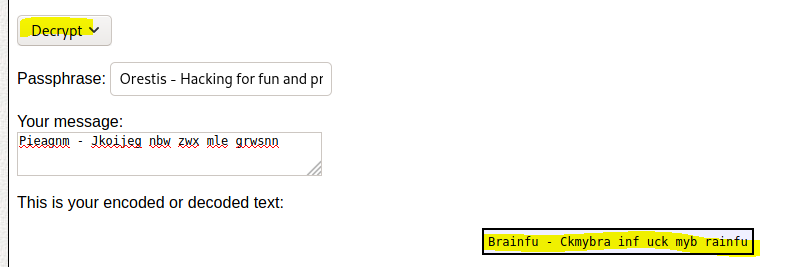 Decrypt
Passphrase: Orestis - Hacking for fun and pr
Your message:
Pieagnm - Jkoijeg nbw zwx mle grwsnn
This is your encoded or decoded text:
Brainfu - Ckmybra inf uck myb rainfu